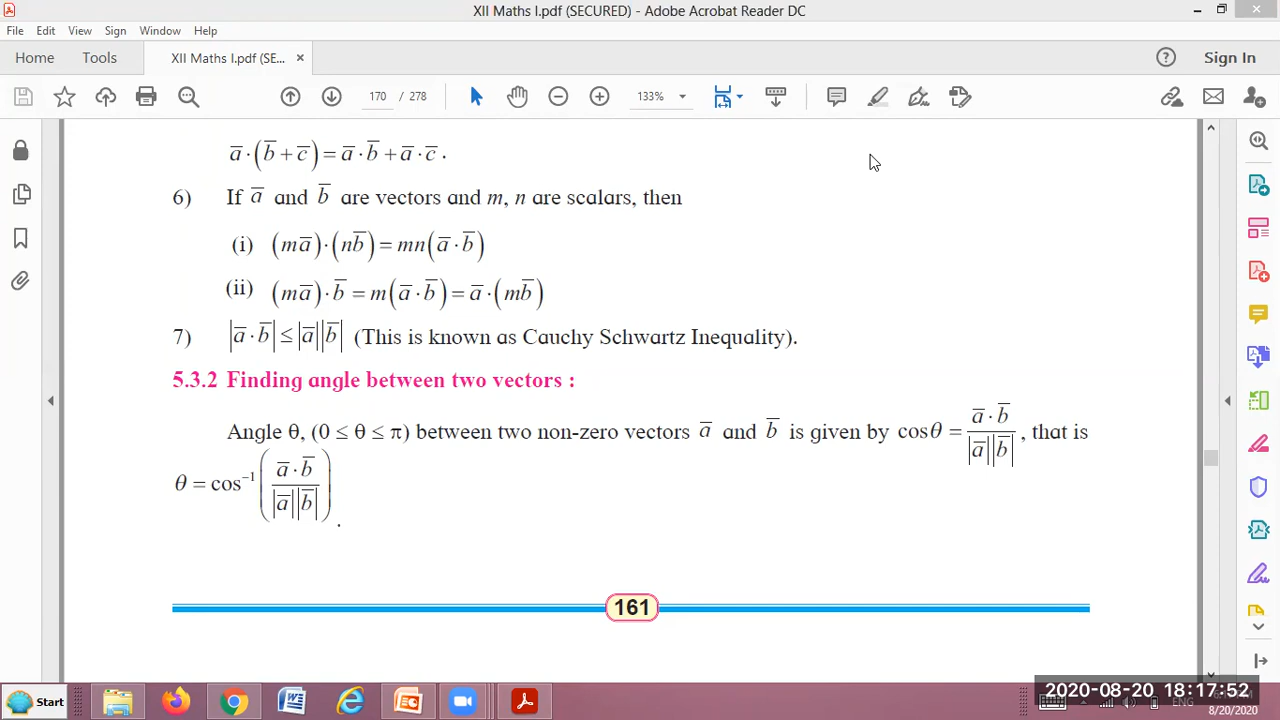 XII Maths I.pdf (SECURED) - Adobe Acrobat Reader DC
File Edit View Sign Window Help
Home Tools XII Maths I.pdf (SE... × Sign In
170 / 278 133%
a̅ · (b̅ + c̅) = a̅ · b̅ + a̅ · c̅ .
6) If a̅ and b̅ are vectors and m, n are scalars, then
(i) (ma̅) · (nb̅) = mn(a̅ · b̅)
(ii) (ma̅) · b̅ = m(a̅ · b̅) = a̅ · (mb̅)
7) |a̅ · b̅| ≤ |a̅||b̅| (This is known as Cauchy Schwartz Inequality).
5.3.2 Finding angle between two vectors :
Angle θ, (0 ≤ θ ≤ π) between two non-zero vectors a̅ and b̅ is given by cosθ = (a̅ · b̅)/(|a̅||b̅|), that is
θ = cos⁻¹((a̅ · b̅)/(|a̅||b̅|)) .
161
Start
2020-08-20 18:17:52
ENG
8/20/2020